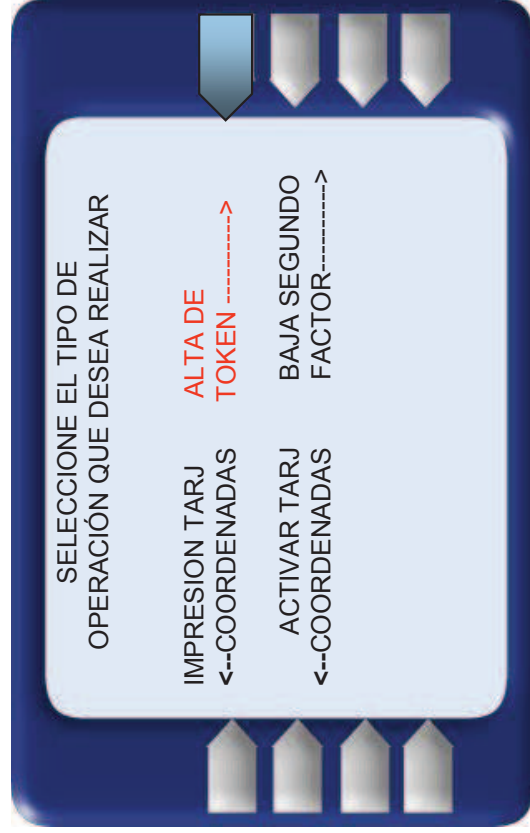 SELECCIONE EL TIPO DE
OPERACIÓN QUE DESEA REALIZAR
IMPRESION TARJ
<--COORDENADAS
ALTA DE
TOKEN ----------->
ACTIVAR TARJ
<--COORDENADAS
BAJA SEGUNDO
FACTOR----------->